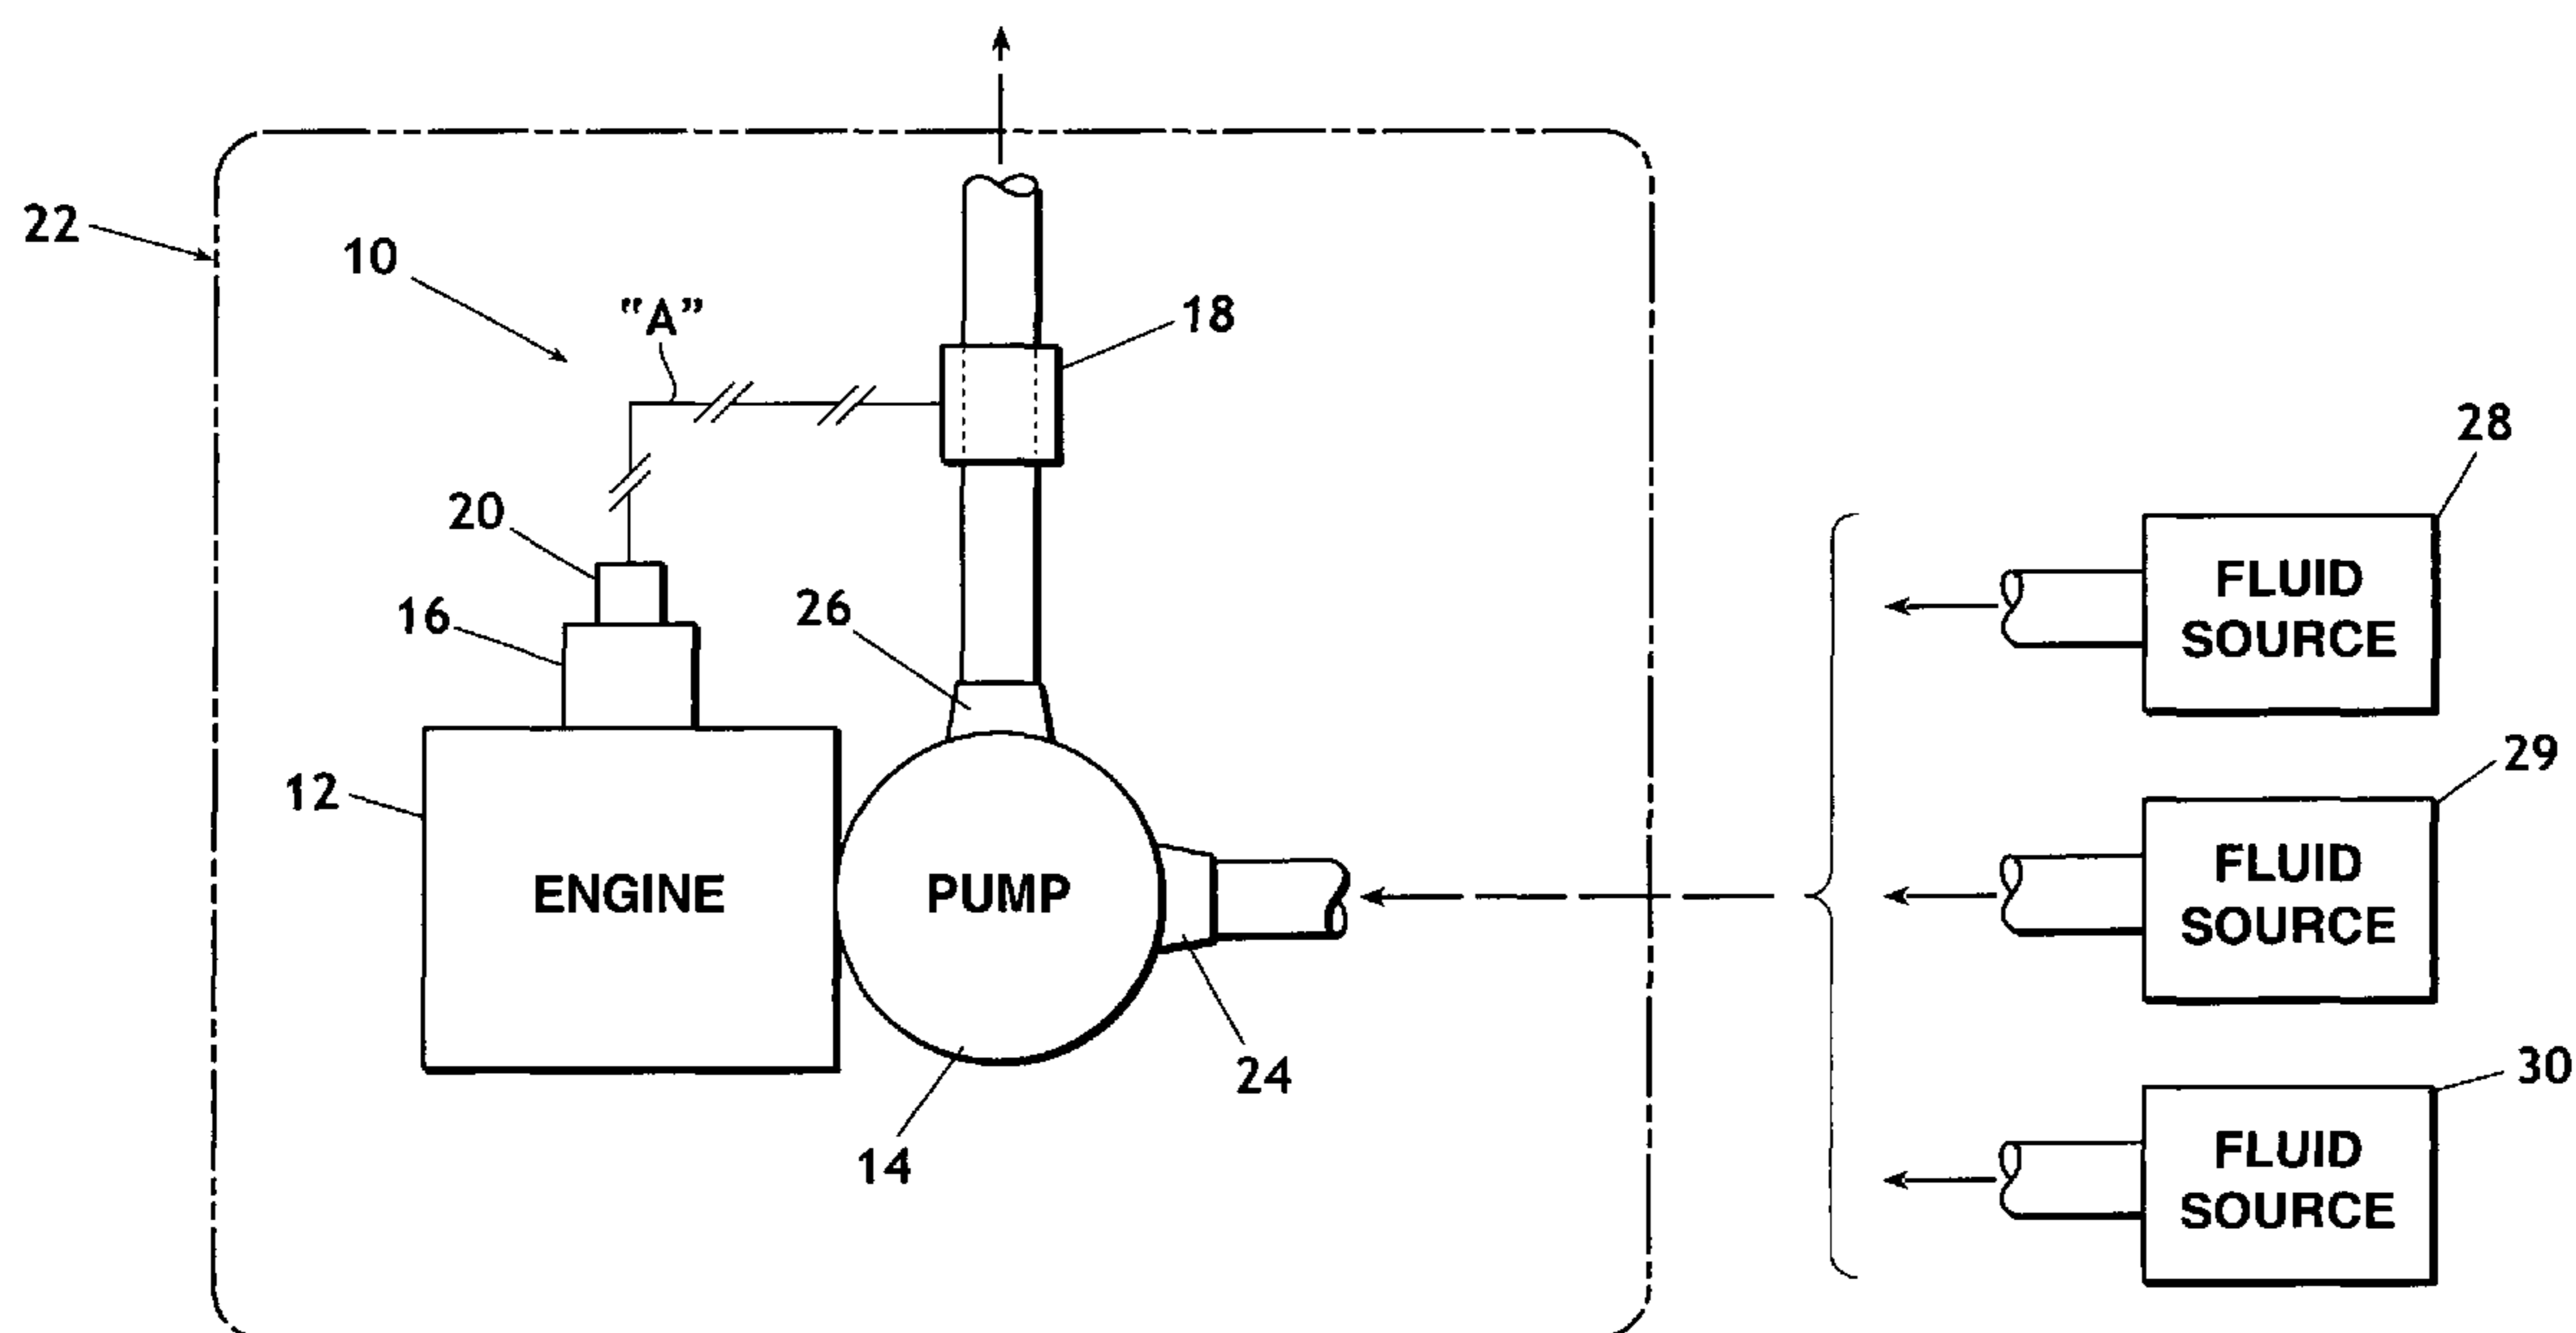 22
10
"A"
18
28
20
FLUID
SOURCE
16
26
29
12
ENGINE
PUMP
FLUID
SOURCE
24
30
14
FLUID
SOURCE